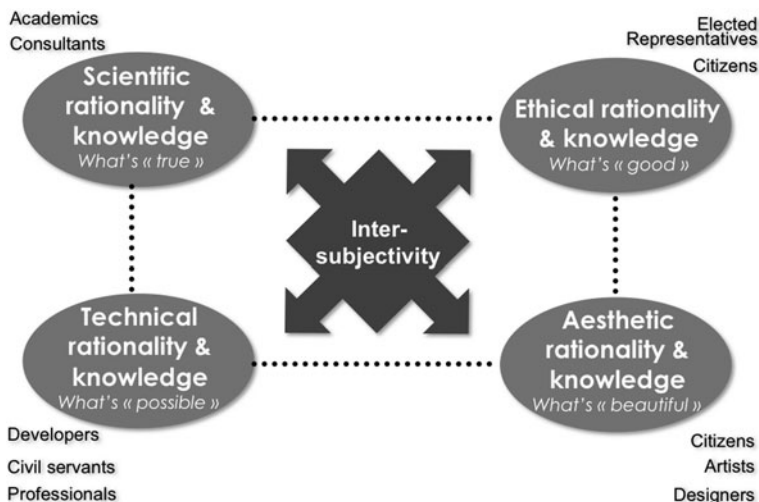 Academics
Consultants
Scientific
rationality &
knowledge
What's « true »
Elected
Representatives
Citizens
Ethical rationality
& knowledge
What's « good »
Inter-
subjectivity
Technical
rationality &
knowledge
What's « possible »
Developers
Civil servants
Professionals
Aesthetic
rationality &
knowledge
What's « beautiful »
Citizens
Artists
Designers